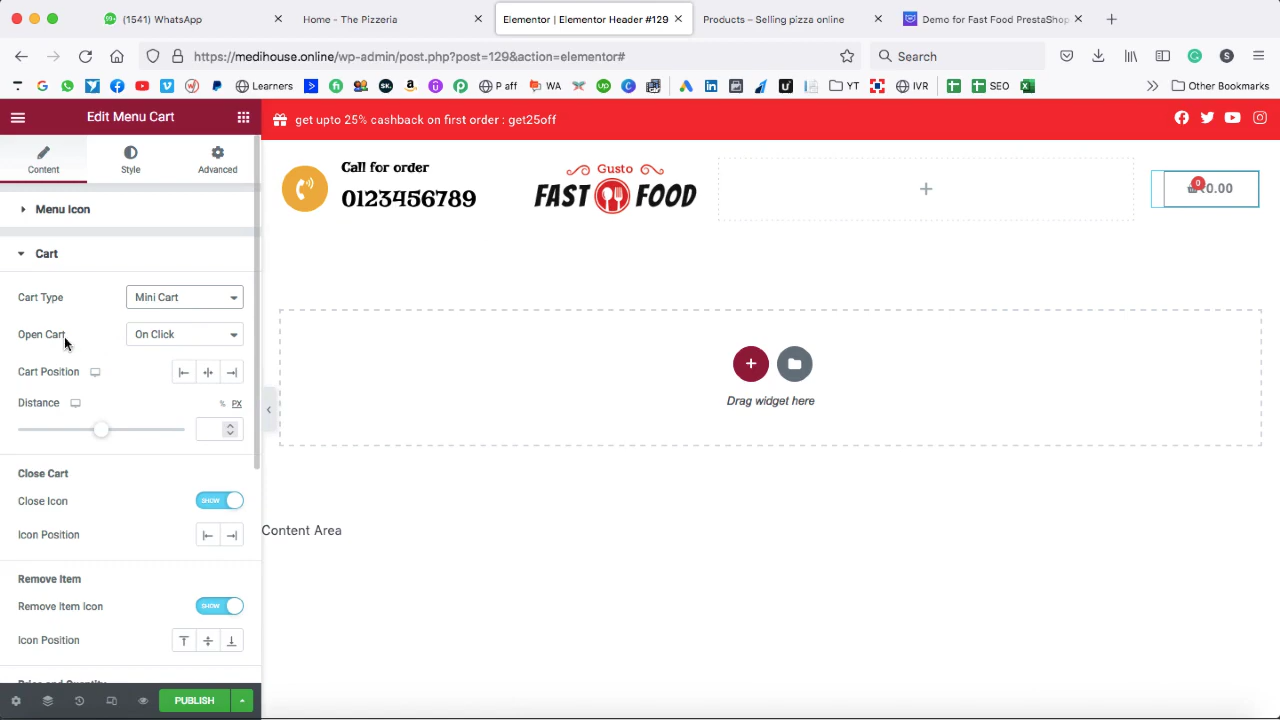 (1541) WhatsApp
Home - The Pizzeria
Elementor | Elementor Header #129
Products – Selling pizza online
Demo for Fast Food PrestaShop
https://medihouse.online/wp-admin/post.php?post=129&action=elementor#
Search
Learners
P aff
WA
YT
IVR
SEO
Other Bookmarks
Edit Menu Cart
get upto 25% cashback on first order : get25off
Content
Style
Advanced
Call for order
0123456789
Gusto
FAST FOOD
0
0.00
Menu Icon
Cart
Cart Type
Mini Cart
Open Cart
On Click
Cart Position
Distance
% PX
Drag widget here
Close Cart
Close Icon
SHOW
Icon Position
Content Area
Remove Item
Remove Item Icon
SHOW
Icon Position
Price and Quantity
PUBLISH